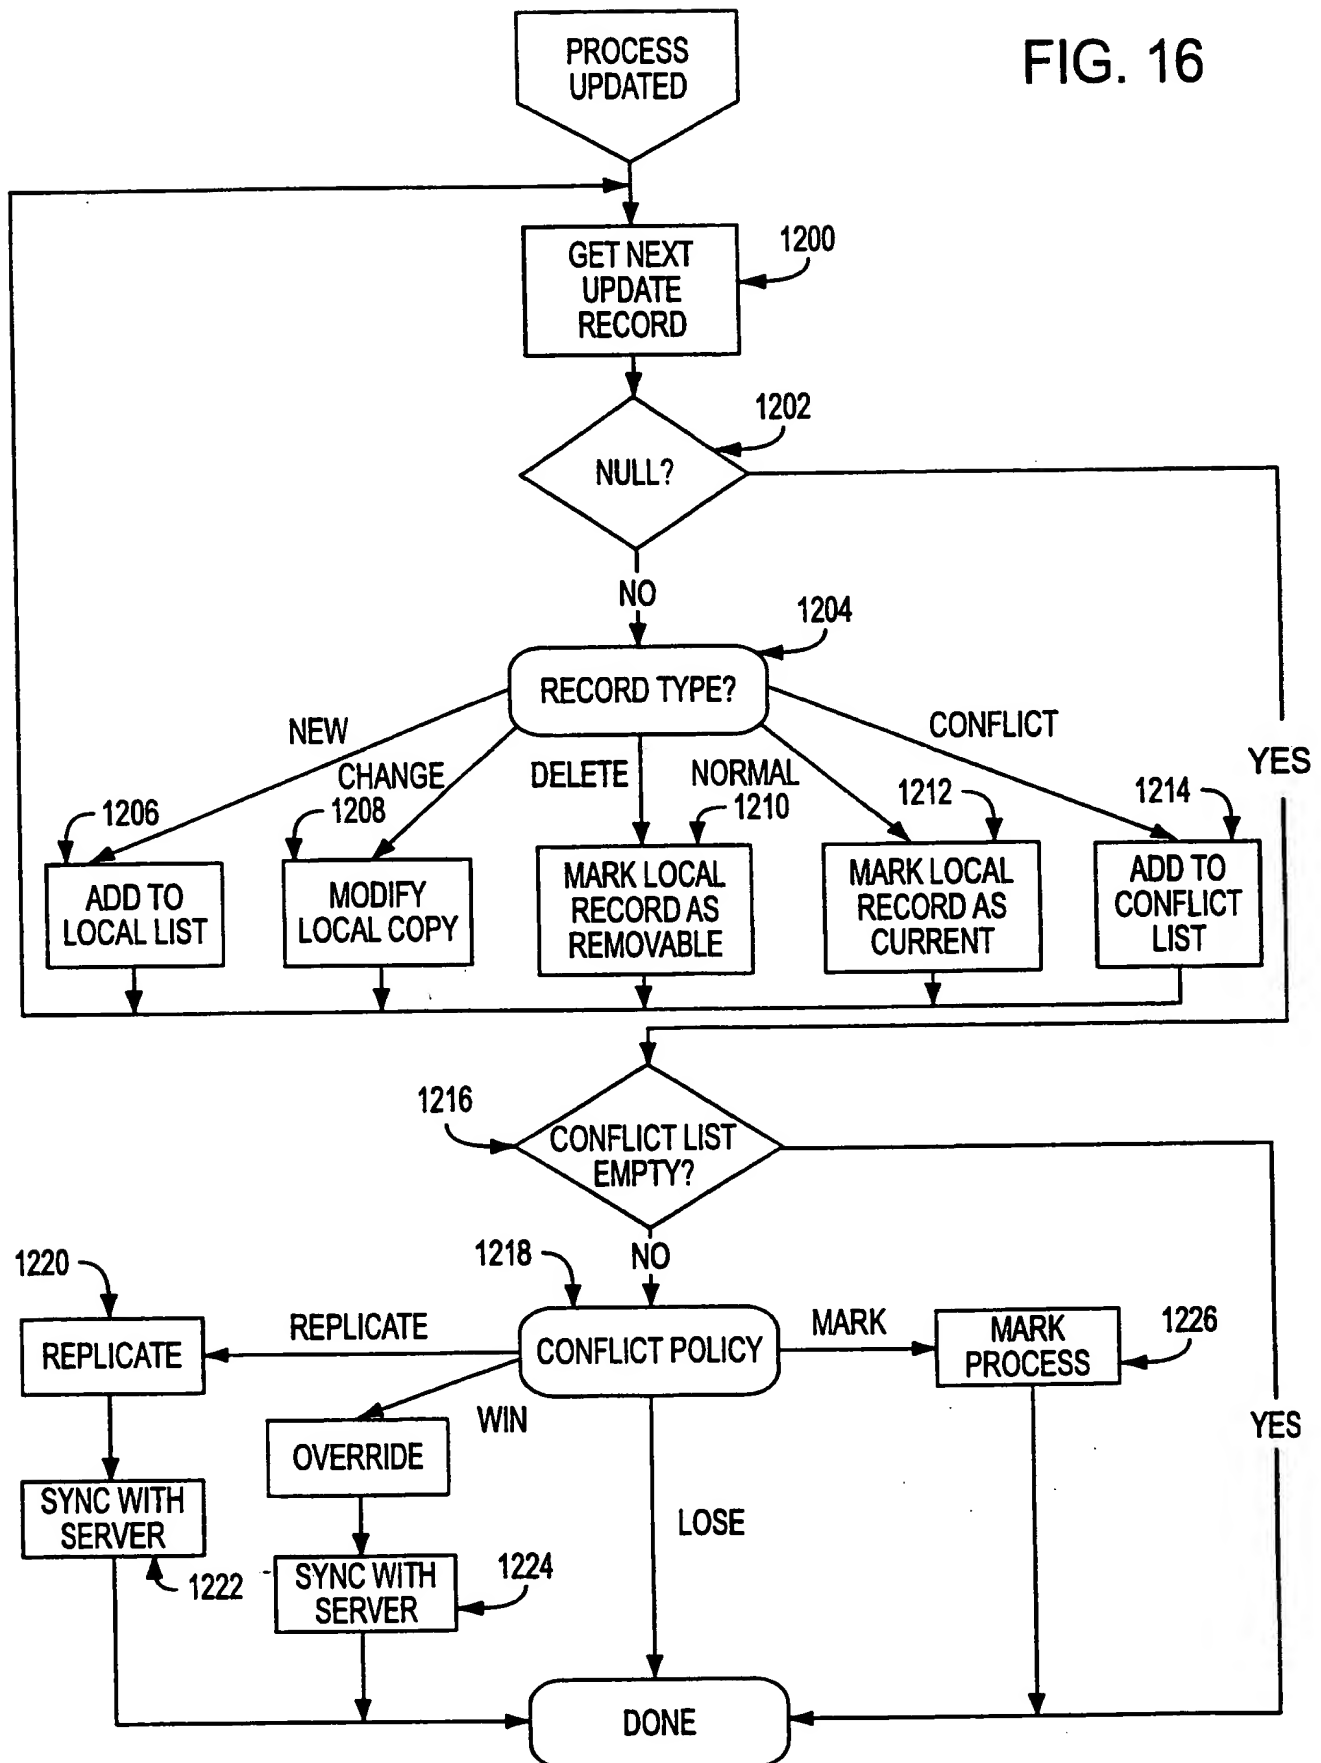 FIG. 16
PROCESS
UPDATED
1200
GET NEXT
UPDATE
RECORD
1202
NULL?
NO
YES
1204
RECORD TYPE?
NEW
CHANGE
DELETE
NORMAL
CONFLICT
1206
1208
1210
1212
1214
ADD TO
LOCAL LIST
MODIFY
LOCAL COPY
MARK LOCAL
RECORD AS
REMOVABLE
MARK LOCAL
RECORD AS
CURRENT
ADD TO
CONFLICT
LIST
1216
CONFLICT LIST
EMPTY?
NO
YES
1218
CONFLICT POLICY
1220
REPLICATE
REPLICATE
MARK
MARK
PROCESS
1226
WIN
OVERRIDE
LOSE
SYNC WITH
SERVER
1222
SYNC WITH
SERVER
1224
DONE